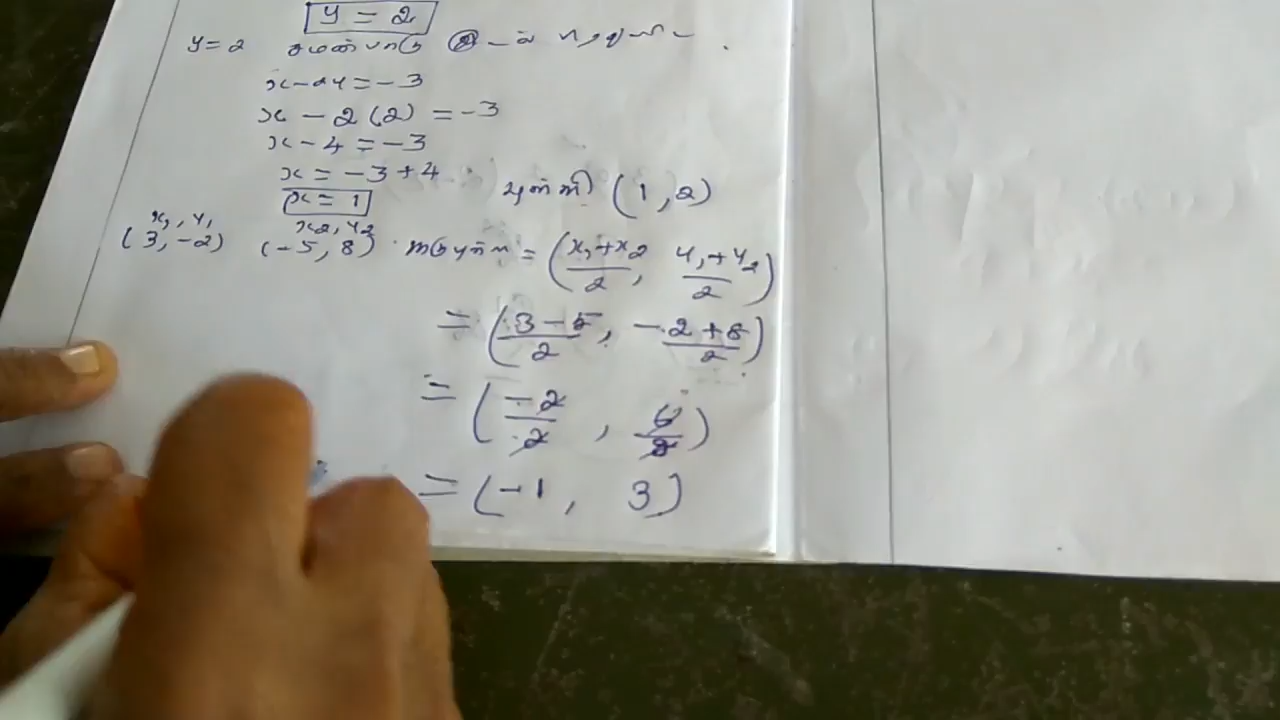 y = 2
y = 2 சமன்பாடு ② - ல்
x - 2y = -3
x - 2(2) = -3
x - 4 = -3
x = -3 + 4
x = 1
புள்ளி (1, 2)
x₁, y₁ x₂, y₂
(3, -2) (-5, 8) = (x₁+x₂/2, y₁+y₂/2)
= (3-5/2, -2+8/2)
= (-2/2, 6/2)
= (-1, 3)